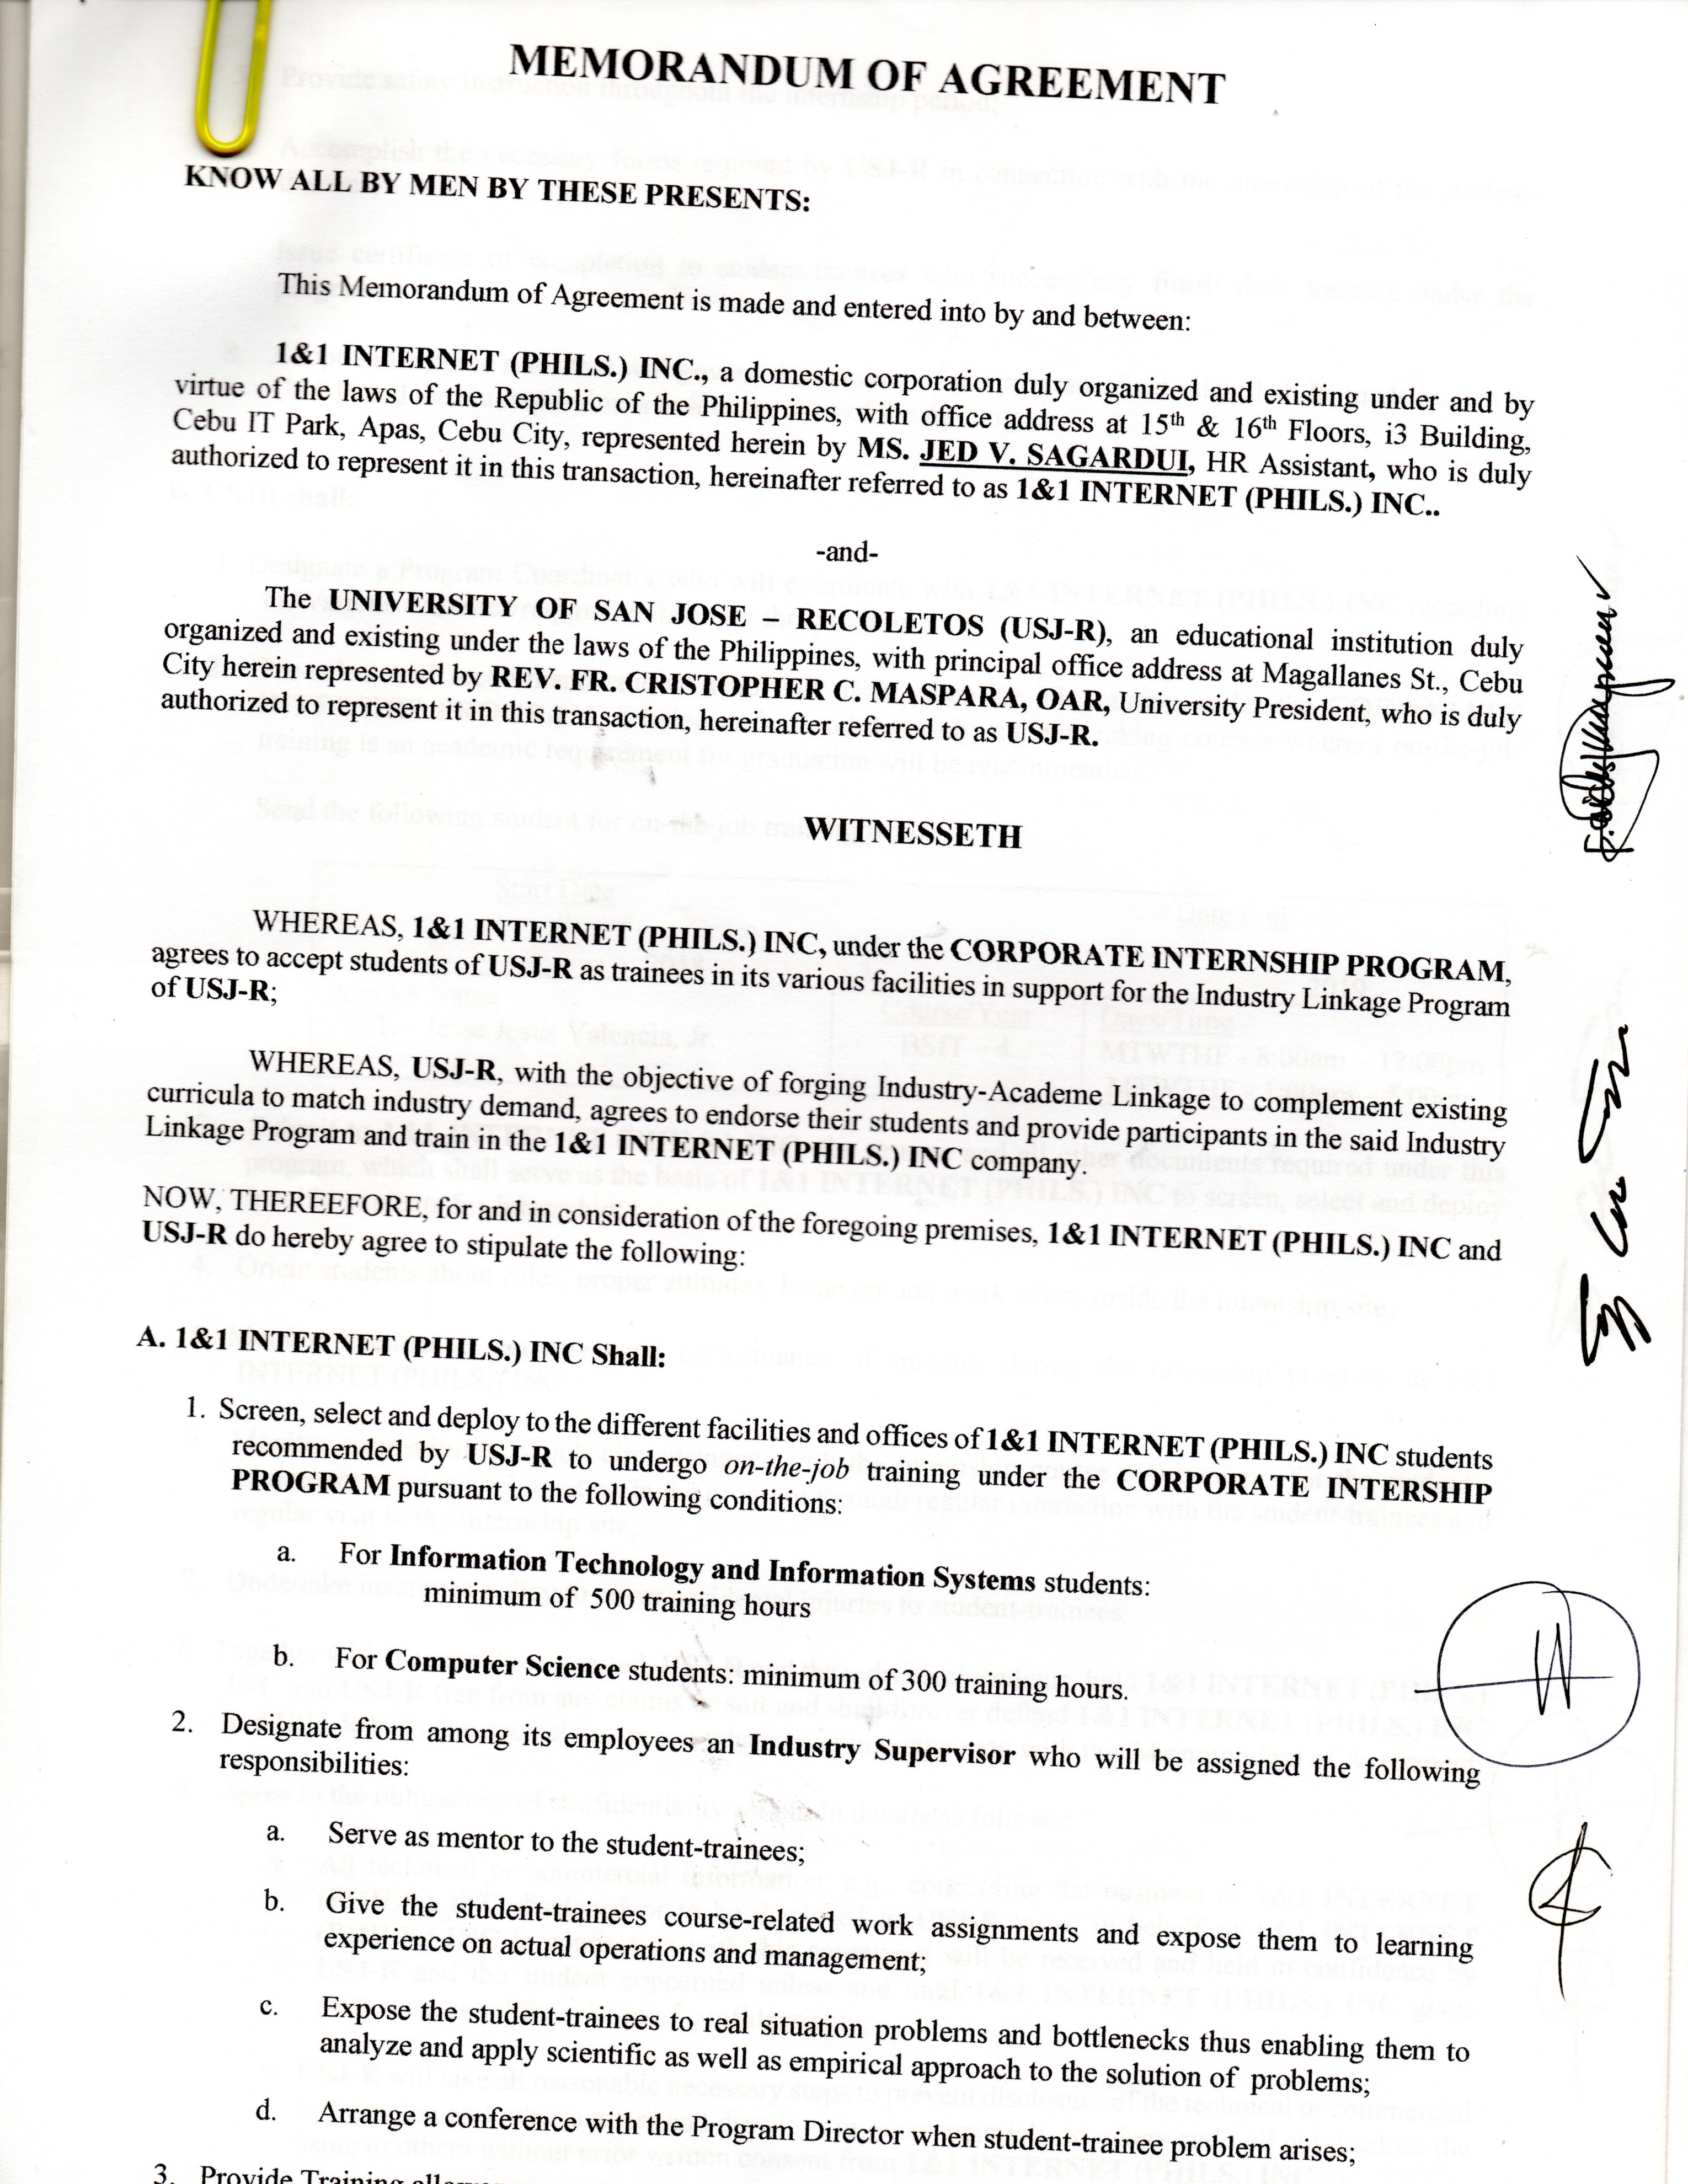 MEMORANDUM OF AGREEMENT
KNOW ALL BY MEN BY THESE PRESENTS:
This Memorandum of Agreement is made and entered into by and between:
1&1 INTERNET (PHILS.) INC., a domestic corporation duly organized and existing under and by
virtue of the laws of the Republic of the Philippines, with office address at 15th & 16th Floors, i3 Building,
Cebu IT Park, Apas, Cebu City, represented herein by MS. JED V. SAGARDUI, HR Assistant, who is duly
authorized to represent it in this transaction, hereinafter referred to as 1&1 INTERNET (PHILS.) INC..
-and-
The UNIVERSITY OF SAN JOSE – RECOLETOS (USJ-R), an educational institution duly
organized and existing under the laws of the Philippines, with principal office address at Magallanes St., Cebu
City herein represented by REV. FR. CRISTOPHER C. MASPARA, OAR, University President, who is duly
authorized to represent it in this transaction, hereinafter referred to as USJ-R.
WITNESSETH
WHEREAS, 1&1 INTERNET (PHILS.) INC, under the CORPORATE INTERNSHIP PROGRAM,
agrees to accept students of USJ-R as trainees in its various facilities in support for the Industry Linkage Program
of USJ-R;
WHEREAS, USJ-R, with the objective of forging Industry-Academe Linkage to complement existing
curricula to match industry demand, agrees to endorse their students and provide participants in the said Industry
Linkage Program and train in the 1&1 INTERNET (PHILS.) INC company.
NOW, THEREEFORE, for and in consideration of the foregoing premises, 1&1 INTERNET (PHILS.) INC and
USJ-R do hereby agree to stipulate the following:
A. 1&1 INTERNET (PHILS.) INC Shall:
1. Screen, select and deploy to the different facilities and offices of 1&1 INTERNET (PHILS.) INC students
recommended by USJ-R to undergo on-the-job training under the CORPORATE INTERSHIP
PROGRAM pursuant to the following conditions:
a. For Information Technology and Information Systems students:
minimum of 500 training hours
b. For Computer Science students: minimum of 300 training hours.
2. Designate from among its employees an Industry Supervisor who will be assigned the following
responsibilities:
a. Serve as mentor to the student-trainees;
b. Give the student-trainees course-related work assignments and expose them to learning
experience on actual operations and management;
c. Expose the student-trainees to real situation problems and bottlenecks thus enabling them to
analyze and apply scientific as well as empirical approach to the solution of problems;
d. Arrange a conference with the Program Director when student-trainee problem arises;
3. Provide Training